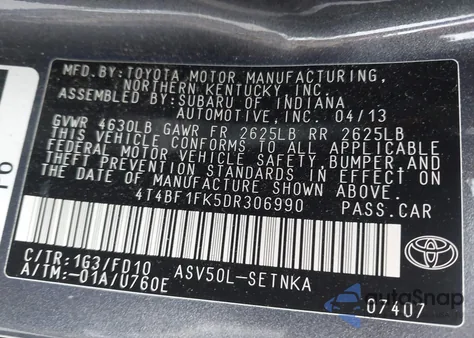 MFD.BY:TOYOTA MOTOR MANUFACTURING,
NORTHERN KENTUCKY, INC.
ASSEMBLED BY:SUBARU OF INDIANA
AUTOMOTIVE,INC. 04/13
GVWR 4630LB GAWR FR 2625LB RR 2625LB
THIS VEHICLE CONFORMS TO ALL APPLICABLE
FEDERAL MOTOR VEHICLE SAFETY, BUMPER,AND
THEFT PREVENTION STANDARDS IN EFFECT ON
THE DATE OF MANUFACTURE SHOWN ABOVE.
4T4BF1FK5DR306990 PASS.CAR
C/TR:1G3/FD10 ASV50L-SETNKA
A/TM:-01A/U760E
TOYOTA
07407
autoSnap